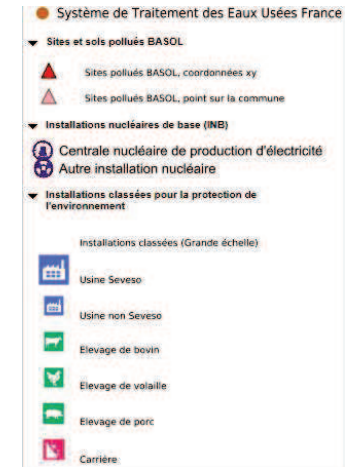 Système de Traitement des Eaux Usées France
Sites et sols pollués BASOL
Sites pollués BASOL, coordonnées xy
Sites pollués BASOL, point sur la commune
Installations nucléaires de base (INB)
Centrale nucléaire de production d'électricité
Autre installation nucléaire
Installations classées pour la protection de
l'environnement
Installations classées (Grande échelle)
Usine Seveso
Usine non Seveso
Elevage de bovin
Elevage de volaille
Elevage de porc
Carrière